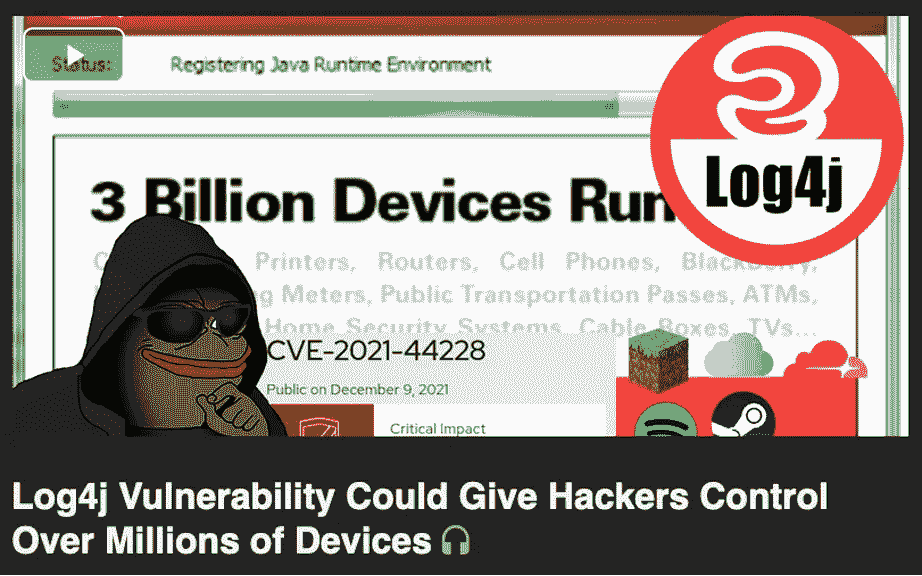 Status: Registering Java Runtime Environment
3 Billion Devices Run
Log4j
Printers, Routers, Cell Phones, BlackBerry,
Meters, Public Transportation Passes, ATMs,
Home Security Systems, Cable Boxes, TVs...
CVE-2021-44228
Public on December 9, 2021
Critical Impact
Log4j Vulnerability Could Give Hackers Control
Over Millions of Devices